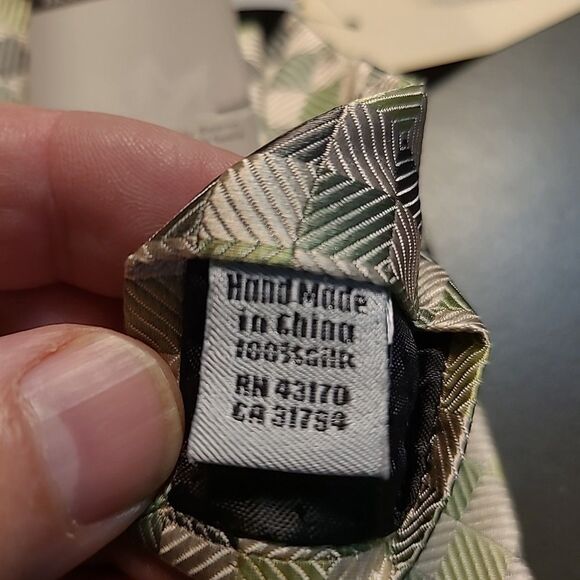 Hand Made
in China
100%Silk
RN 43170
CA 31794